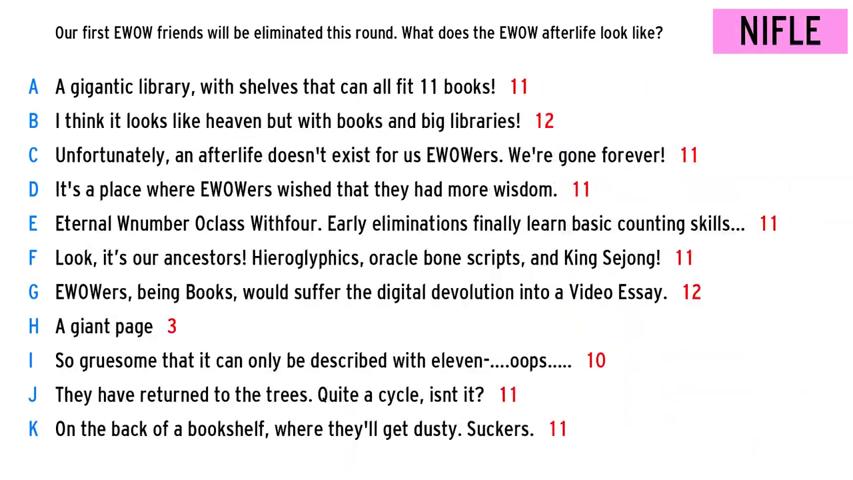 Our first EWOW friends will be eliminated this round. What does the EWOW afterlife look like?
NIFLE
A A gigantic library, with shelves that can all fit 11 books! 11
B I think it looks like heaven but with books and big libraries! 12
C Unfortunately, an afterlife doesn't exist for us EWOWers. We're gone forever! 11
D It's a place where EWOWers wished that they had more wisdom. 11
E Eternal Wnumber Oclass Withfour. Early eliminations finally learn basic counting skills... 11
F Look, it’s our ancestors! Hieroglyphics, oracle bone scripts, and King Sejong! 11
G EWOWers, being Books, would suffer the digital devolution into a Video Essay. 12
H A giant page 3
I So gruesome that it can only be described with eleven-....oops..... 10
J They have returned to the trees. Quite a cycle, isnt it? 11
K On the back of a bookshelf, where they'll get dusty. Suckers. 11